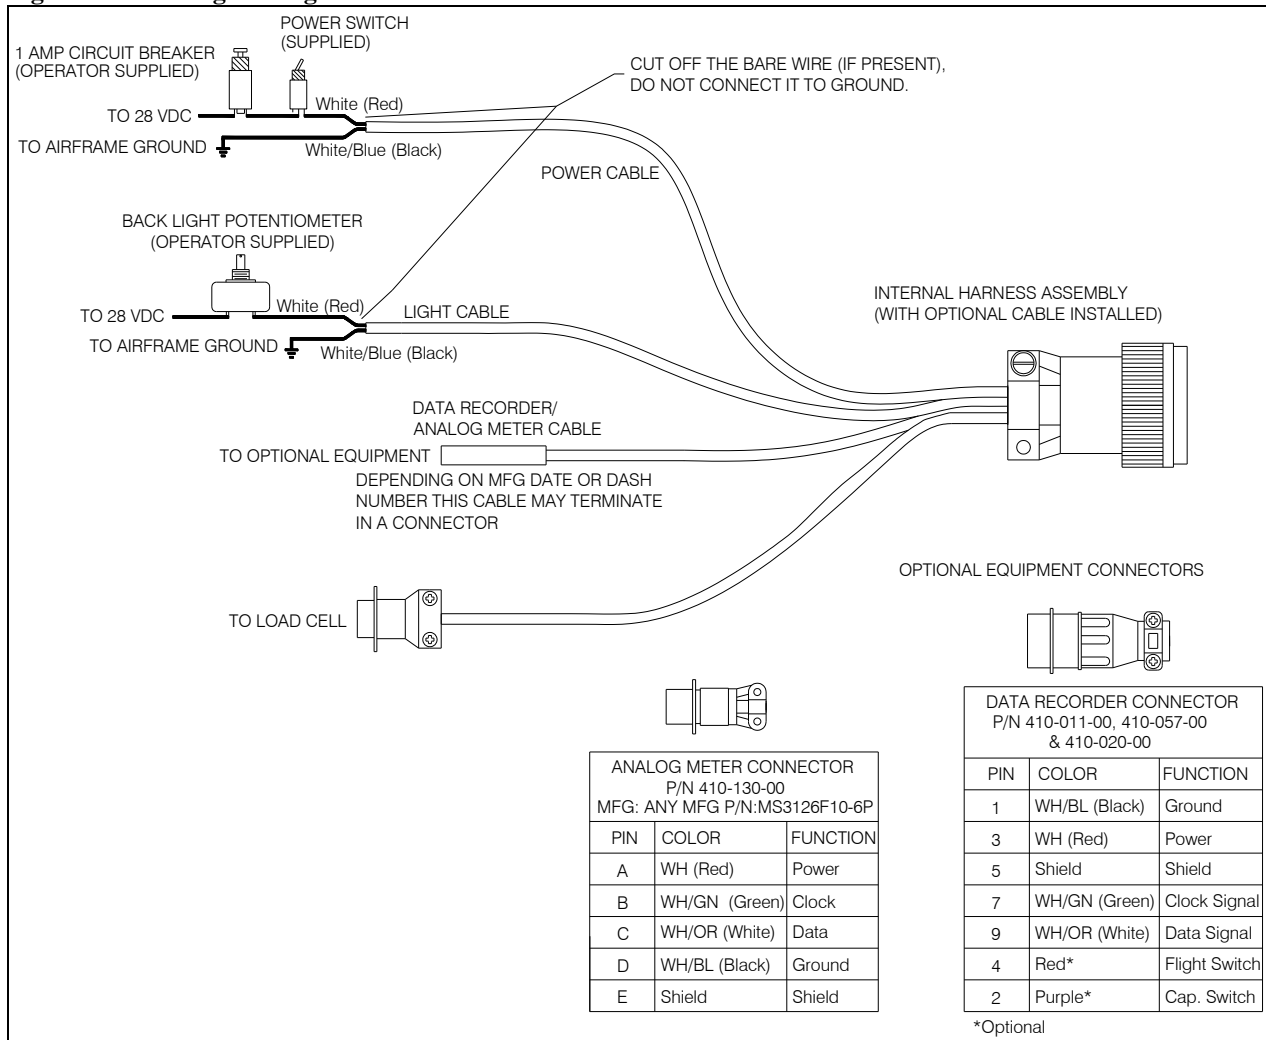 POWER SWITCH
(SUPPLIED)
1 AMP CIRCUIT BREAKER
(OPERATOR SUPPLIED)
CUT OFF THE BARE WIRE (IF PRESENT),
DO NOT CONNECT IT TO GROUND.
White (Red)
TO 28 VDC
TO AIRFRAME GROUND
White/Blue (Black)
POWER CABLE
BACK LIGHT POTENTIOMETER
(OPERATOR SUPPLIED)
INTERNAL HARNESS ASSEMBLY
(WITH OPTIONAL CABLE INSTALLED)
White (Red)
LIGHT CABLE
TO 28 VDC
TO AIRFRAME GROUND
White/Blue (Black)
DATA RECORDER/
ANALOG METER CABLE
TO OPTIONAL EQUIPMENT
DEPENDING ON MFG DATE OR DASH
NUMBER THIS CABLE MAY TERMINATE
IN A CONNECTOR
OPTIONAL EQUIPMENT CONNECTORS
TO LOAD CELL
ANALOG METER CONNECTOR
P/N 410-130-00
MFG: ANY MFG P/N:MS3126F10-6P
PIN COLOR FUNCTION
A WH (Red) Power
B WH/GN (Green) Clock
C WH/OR (White) Data
D WH/BL (Black) Ground
E Shield Shield
DATA RECORDER CONNECTOR
P/N 410-011-00, 410-057-00
& 410-020-00
PIN COLOR FUNCTION
1 WH/BL (Black) Ground
3 WH (Red) Power
5 Shield Shield
7 WH/GN (Green) Clock Signal
9 WH/OR (White) Data Signal
4 Red* Flight Switch
2 Purple* Cap. Switch
*Optional